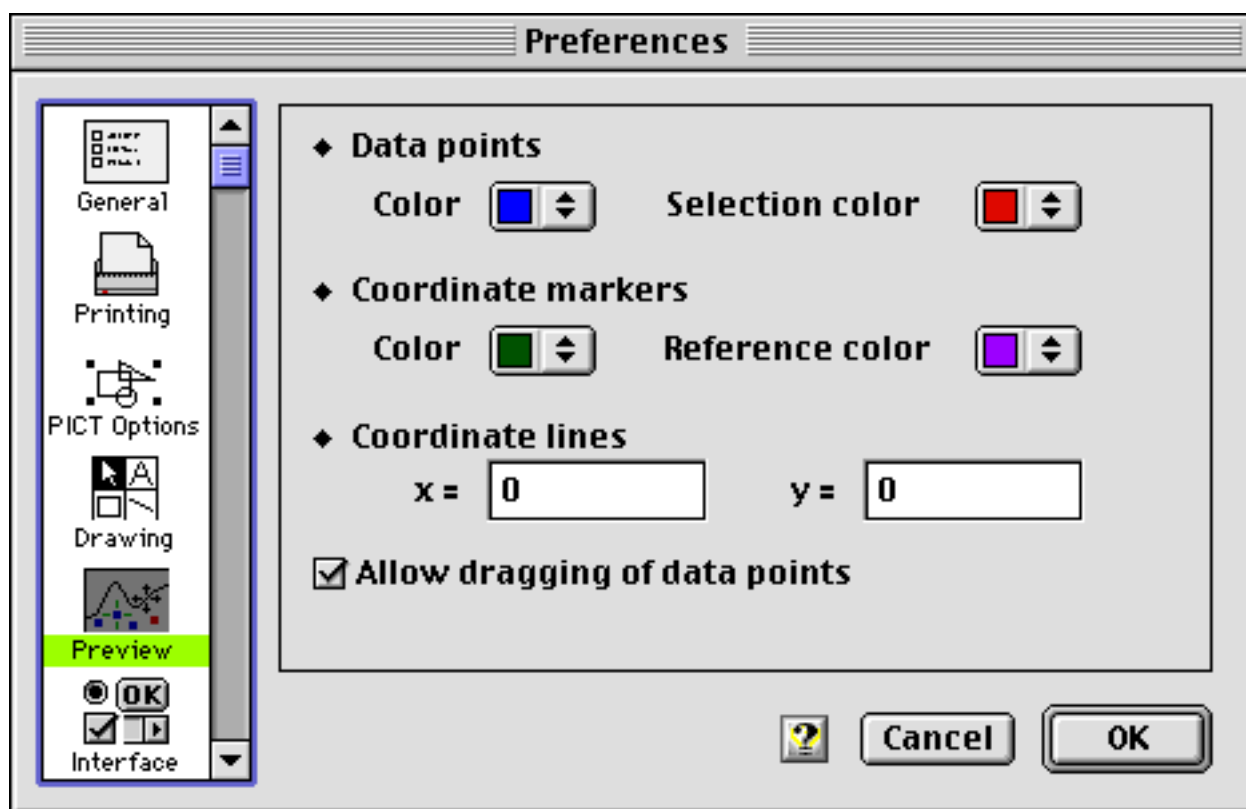 Preferences
General
Printing
PICT Options
A
Drawing
Preview
OK
Interface
Data points
Color
Selection color
Coordinate markers
Color
Reference color
Coordinate lines
x = 0
y = 0
Allow dragging of data points
?
Cancel
OK